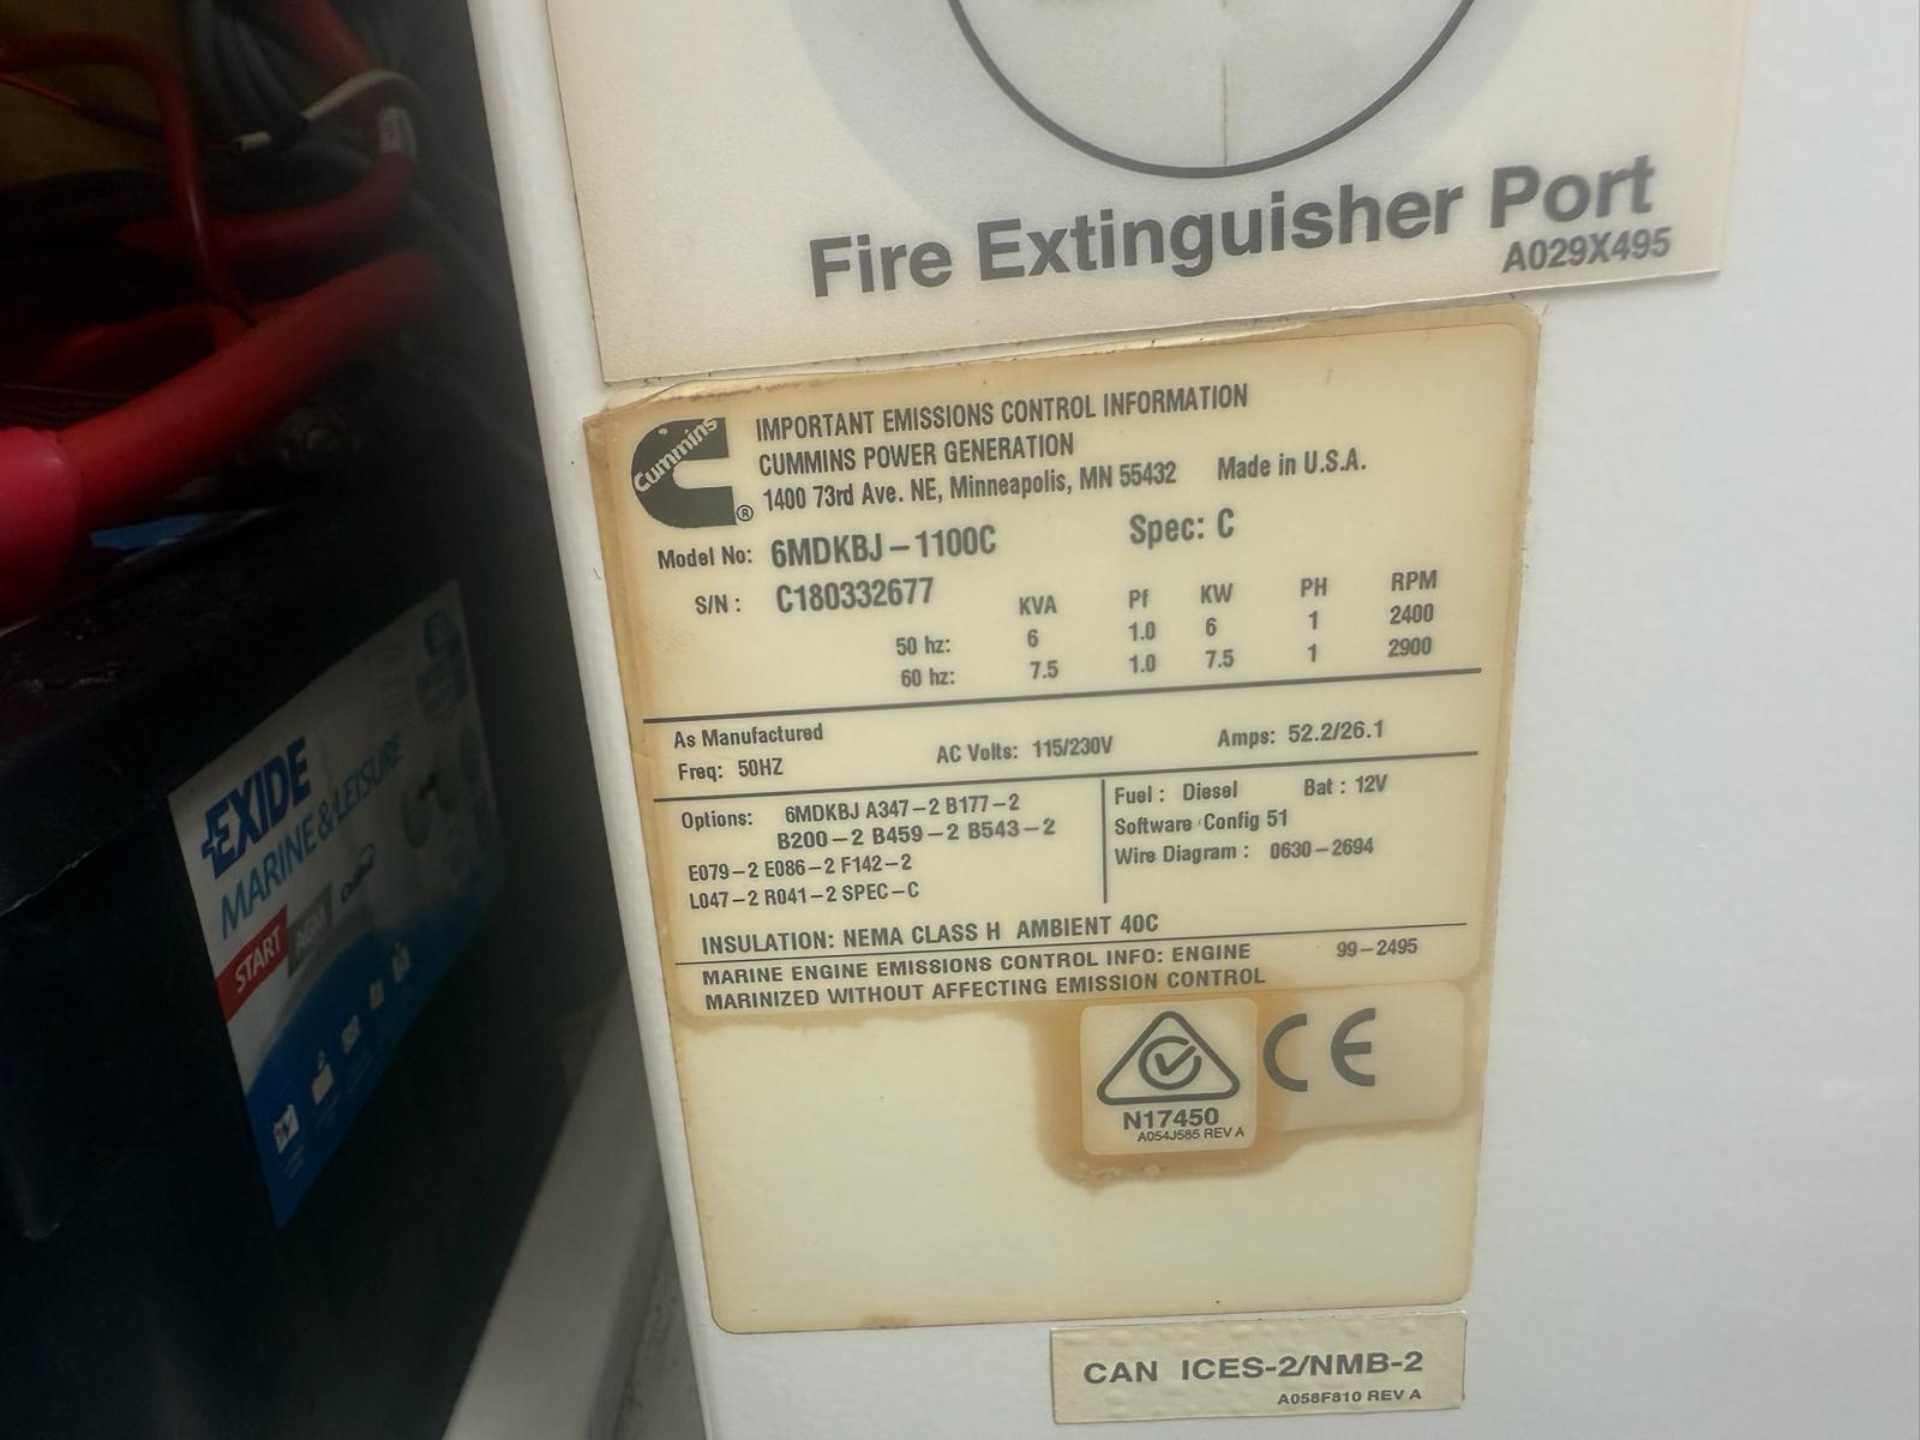 Fire Extinguisher Port
A029X495
Cummins
®
IMPORTANT EMISSIONS CONTROL INFORMATION
CUMMINS POWER GENERATION
1400 73rd Ave. NE, Minneapolis, MN 55432 Made in U.S.A.
Model No: 6MDKBJ-1100C Spec: C
S/N: C180332677
KVA Pf KW PH RPM
50 hz: 6 1.0 6 1 2400
60 hz: 7.5 1.0 7.5 1 2900
As Manufactured
Freq: 50HZ AC Volts: 115/230V Amps: 52.2/26.1
Options: 6MDKBJ A347-2 B177-2
B200-2 B459-2 B543-2
E079-2 E086-2 F142-2
L047-2 R041-2 SPEC-C
Fuel: Diesel Bat: 12V
Software Config 51
Wire Diagram: 0630-2694
INSULATION: NEMA CLASS H AMBIENT 40C
MARINE ENGINE EMISSIONS CONTROL INFO: ENGINE 99-2495
MARINIZED WITHOUT AFFECTING EMISSION CONTROL
CE
N17450
A054J585 REV A
CAN ICES-2/NMB-2
A058F810 REV A
EXIDE
MARINE & LEISURE
START AGM